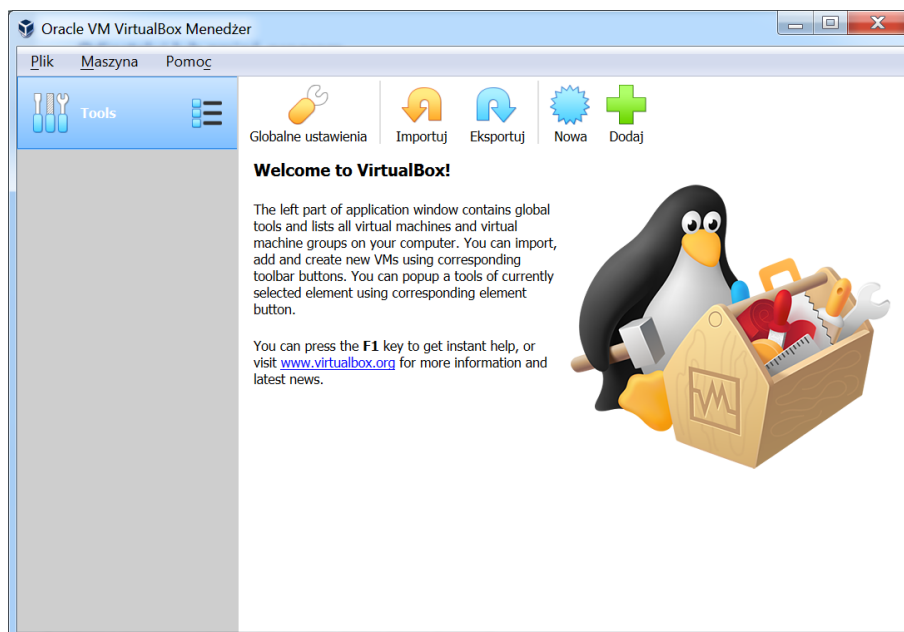 Oracle VM VirtualBox Menedżer
Plik Maszyna Pomoc
Tools
Globalne ustawienia Importuj Eksportuj Nowa Dodaj
Welcome to VirtualBox!
The left part of application window contains global
tools and lists all virtual machines and virtual
machine groups on your computer. You can import,
add and create new VMs using corresponding
toolbar buttons. You can popup a tools of currently
selected element using corresponding element
button.
You can press the F1 key to get instant help, or
visit www.virtualbox.org for more information and
latest news.